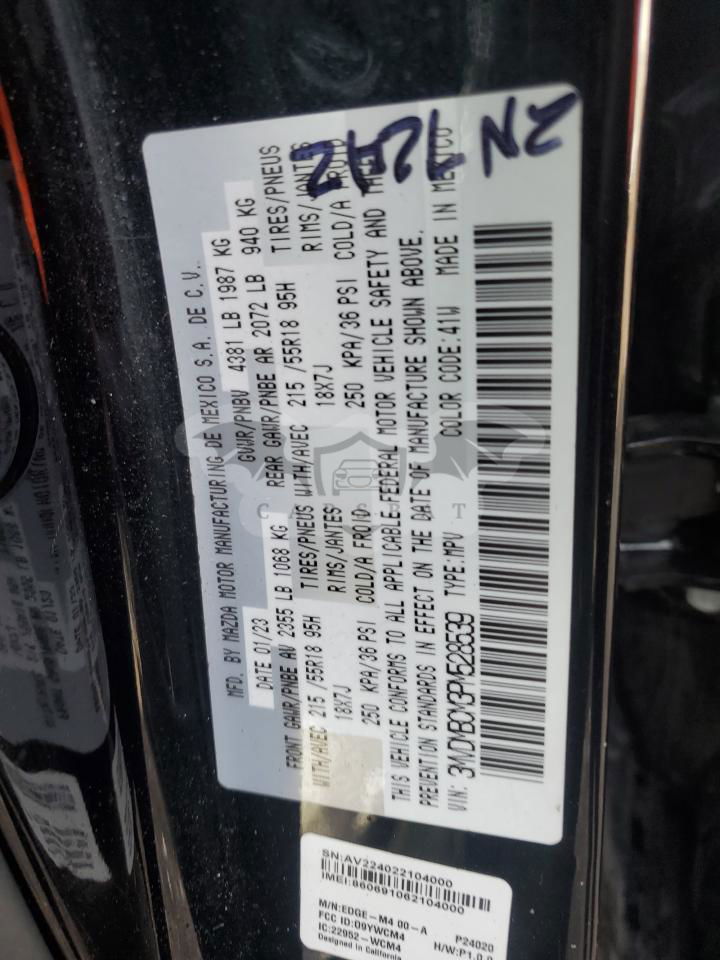 MFD. BY MAZDA MOTOR MANUFACTURING DE MEXICO S.A. DE C.V.
DATE 01/23 GVWR/PNBV 4381 LB 1987 KG
FRONT GAWR/PNBE AV 2355 LB 1068 KG REAR GAWR/PNBE AR 2072 LB 940 KG
WITH/AVEC 215 /55R18 95H TIRES/PNEUS WITH/AVEC 215 /55R18 95H TIRES/PNEUS
18X7J RIMS/JANTES 18X7J RIMS/JANTES
250 KPA/36 PSI COLD/A FROID 250 KPA/36 PSI COLD/A FROID
THIS VEHICLE CONFORMS TO ALL APPLICABLE FEDERAL MOTOR VEHICLE SAFETY AND THEFT
PREVENTION STANDARDS IN EFFECT ON THE DATE OF MANUFACTURE SHOWN ABOVE.
VIN: 3MVDMBCM3PM528539 TYPE:MPV COLOR CODE:41W MADE IN MEXICO
SN:AV224022104000
IMEI:860691062104000
M/N:EDGE-M4 00-A P24020
FCC ID:O9YWCM4 H/W:P1.0.0
IC:22952-WCM4
Designed in California